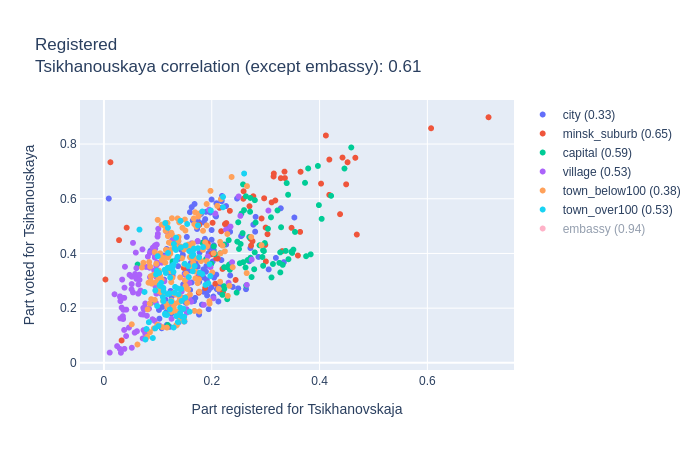 Registered
Tsikhanouskaya correlation (except embassy): 0.61
Part voted for Tsihanouskaya
0.8
0.6
0.4
0.2
0
0
0.2
0.4
0.6
Part registered for Tsikhanovskaja
city (0.33)
minsk_suburb (0.65)
capital (0.59)
village (0.53)
town_below100 (0.38)
town_over100 (0.53)
embassy (0.94)